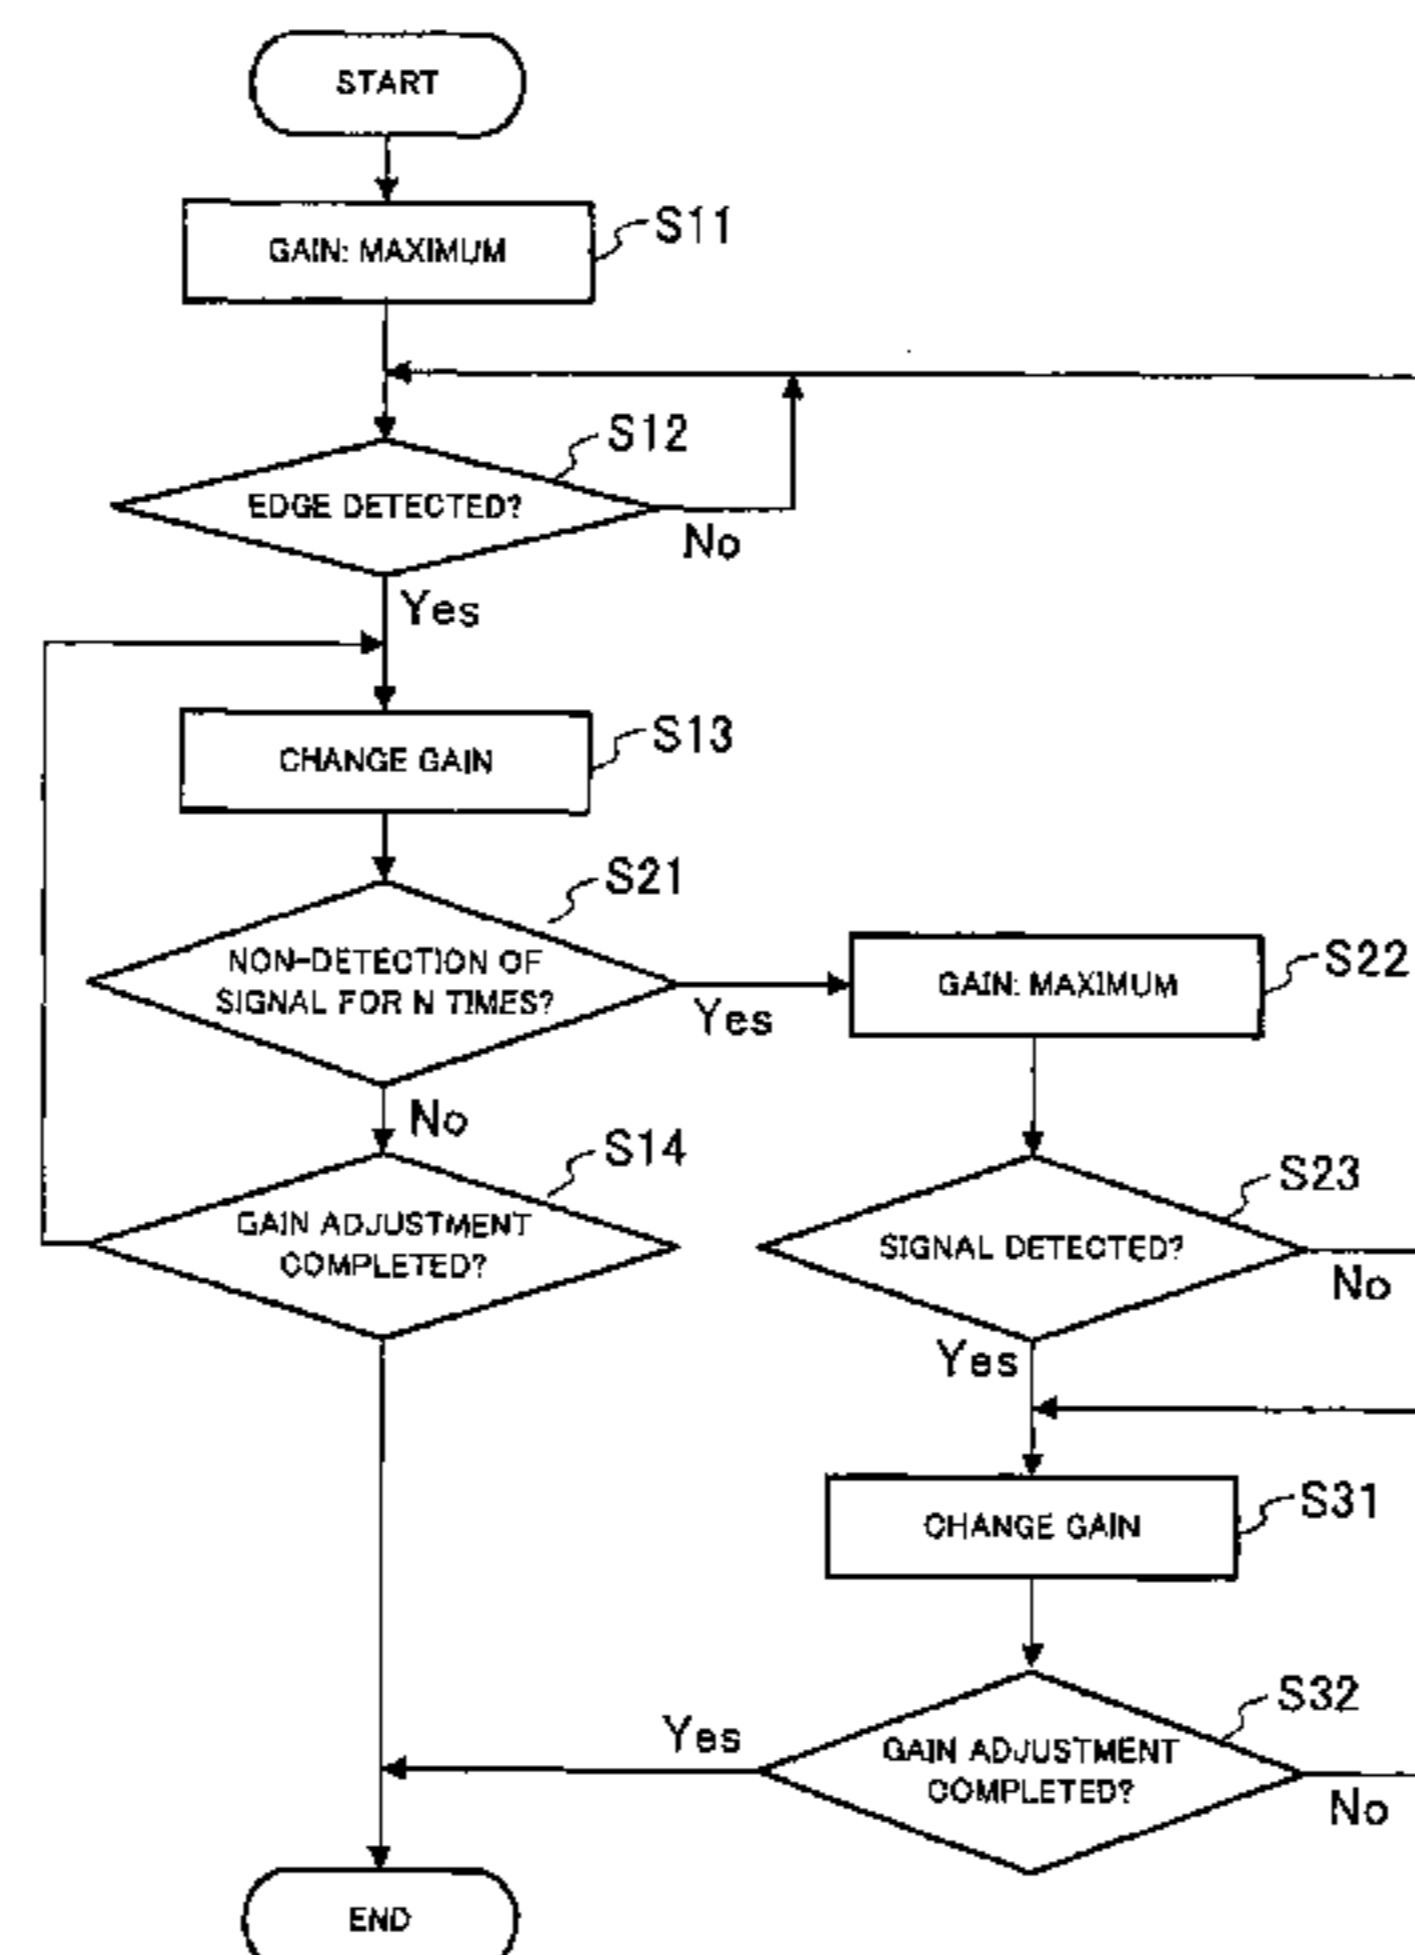 START
GAIN: MAXIMUM
S11
EDGE DETECTED?
S12
No
Yes
CHANGE GAIN
S13
NON-DETECTION OF
SIGNAL FOR N TIMES?
S21
Yes
No
GAIN: MAXIMUM
S22
GAIN ADJUSTMENT
COMPLETED?
S14
SIGNAL DETECTED?
S23
No
Yes
CHANGE GAIN
S31
GAIN ADJUSTMENT
COMPLETED?
S32
Yes
No
END